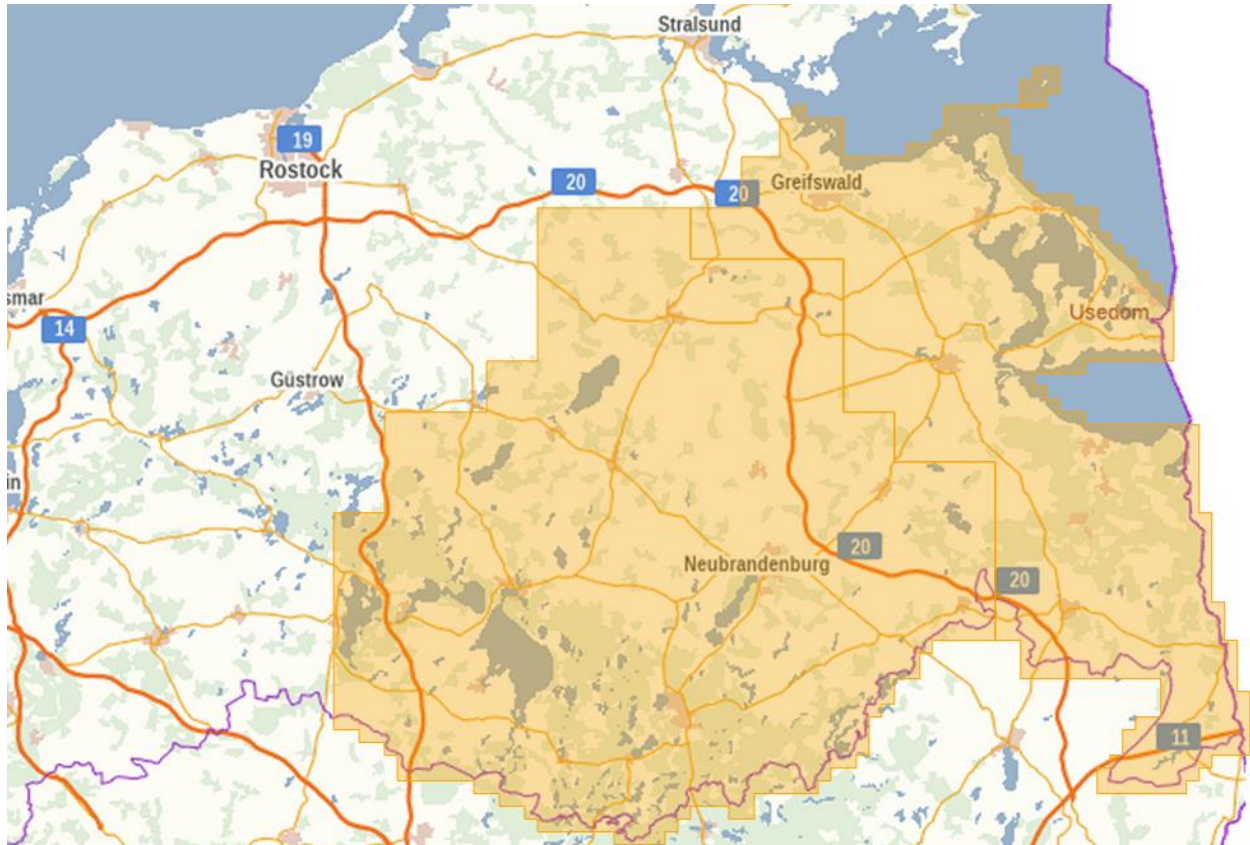 Stralsund
19
Rostock
20
20
Greifswald
smar
14
Usedom
Güstrow
in
20
Neubrandenburg
20
11